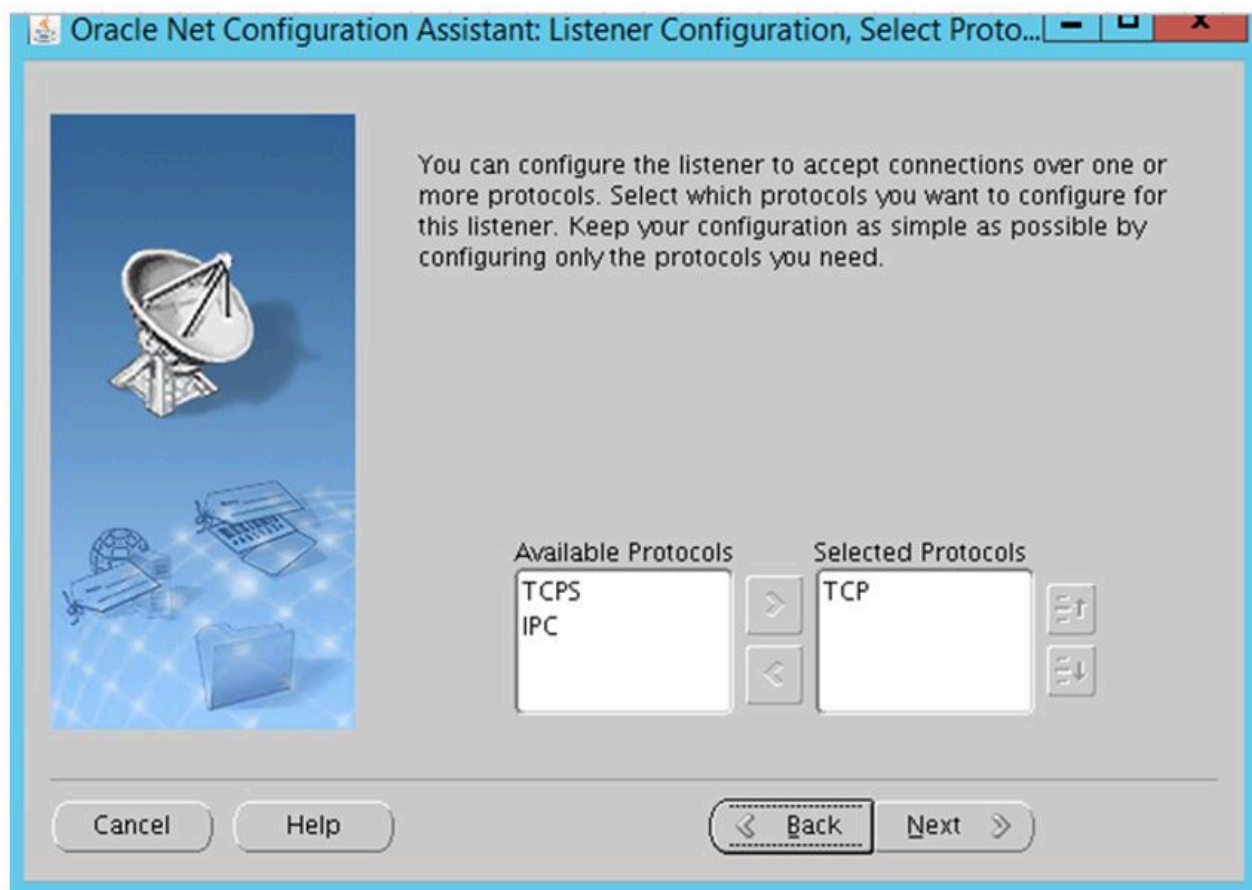 Oracle Net Configuration Assistant: Listener Configuration, Select Proto...
You can configure the listener to accept connections over one or
more protocols. Select which protocols you want to configure for
this listener. Keep your configuration as simple as possible by
configuring only the protocols you need.
Available Protocols
TCPS
IPC
Selected Protocols
TCP
Cancel
Help
Back
Next